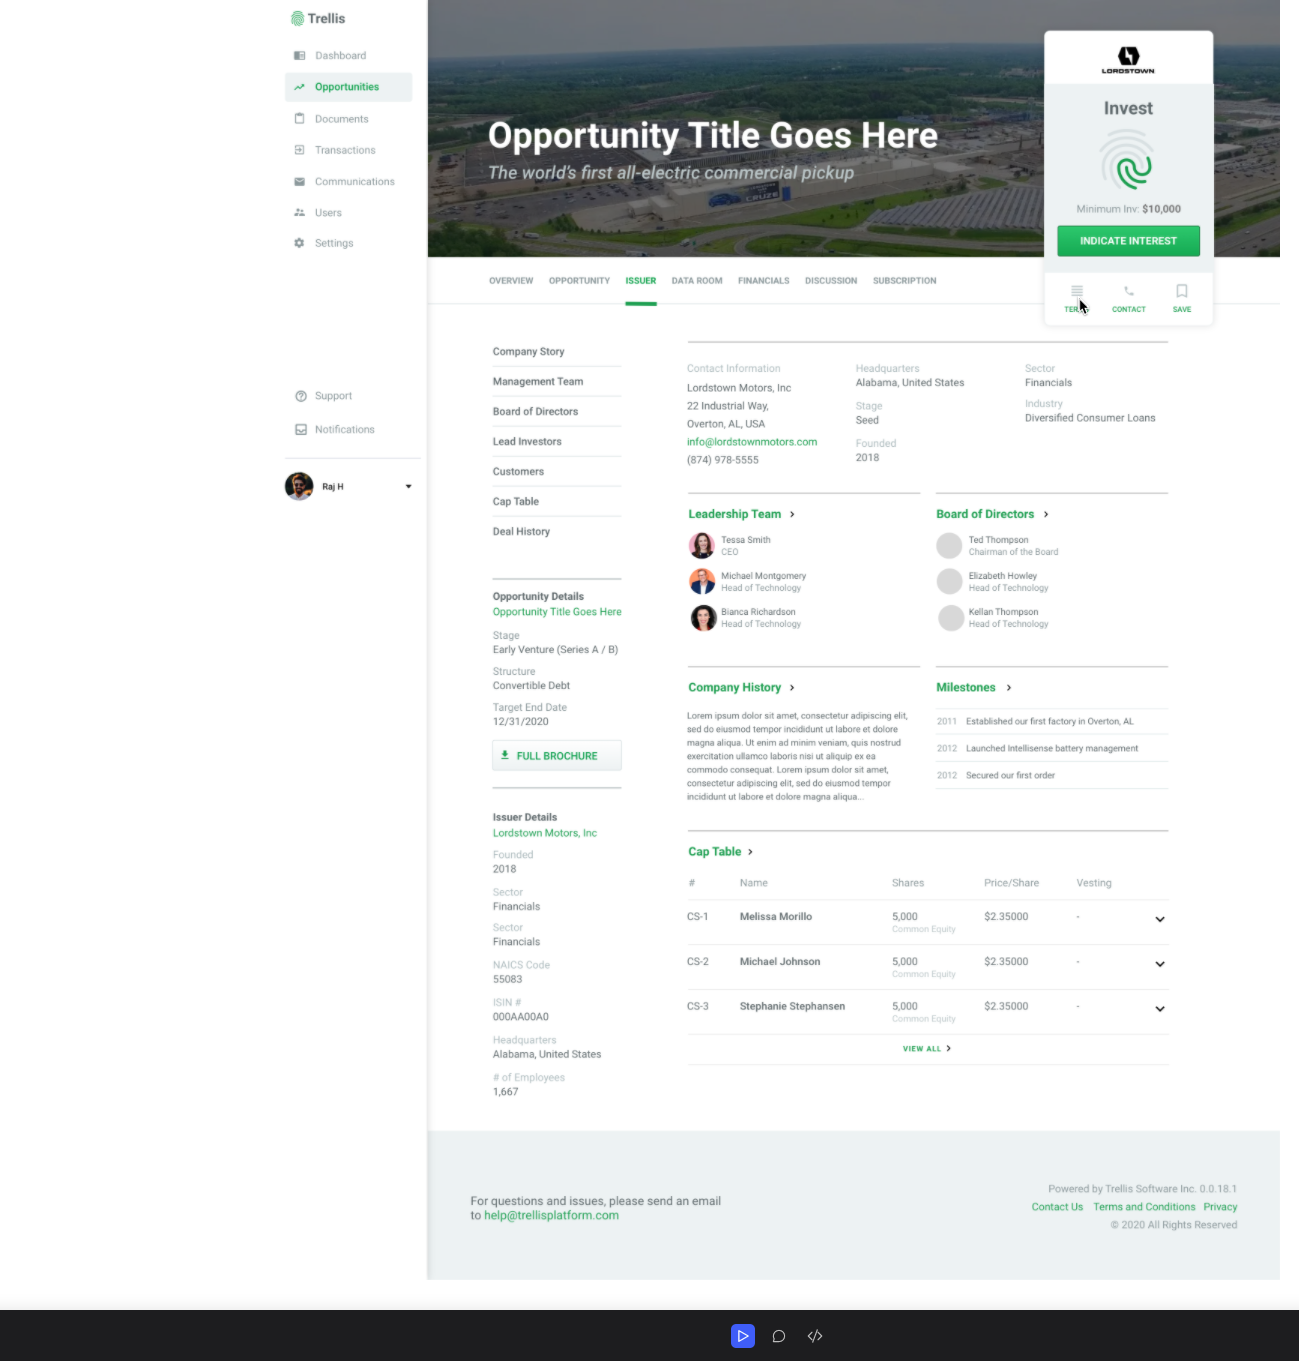 Trellis
Dashboard
Opportunities
Documents
Transactions
Communications
Users
Settings
Support
Notifications
Raj H
Opportunity Title Goes Here
The world's first all-electric commercial pickup
LORDSTOWN
Invest
Minimum Inv: $10,000
INDICATE INTEREST
CONTACT
SAVE
OVERVIEW
OPPORTUNITY
ISSUER
DATA ROOM
FINANCIALS
DISCUSSION
SUBSCRIPTION
Company Story
Management Team
Board of Directors
Lead Investors
Customers
Cap Table
Deal History
Opportunity Details
Opportunity Title Goes Here
Stage
Early Venture (Series A / B)
Structure
Convertible Debt
Target End Date
12/31/2020
FULL BROCHURE
Issuer Details
Lordstown Motors, Inc
Founded
2018
Sector
Financials
Sector
Financials
NAICS Code
55083
ISIN #
000AA00A0
Headquarters
Alabama, United States
# of Employees
1,667
Contact Information
Lordstown Motors, Inc
22 Industrial Way,
Overton, AL, USA
info@lordstownmotors.com
(874) 978-5555
Headquarters
Alabama, United States
Stage
Seed
Founded
2018
Sector
Financials
Industry
Diversified Consumer Loans
Leadership Team
Tessa Smith
CEO
Michael Montgomery
Head of Technology
Bianca Richardson
Head of Technology
Board of Directors
Ted Thompson
Chairman of the Board
Elizabeth Howley
Head of Technology
Kellan Thompson
Head of Technology
Company History
Lorem ipsum dolor sit amet, consectetur adipiscing elit,
sed do eiusmod tempor incididunt ut labore et dolore
magna aliqua. Ut enim ad minim veniam, quis nostrud
exercitation ullamco laboris nisi ut aliquip ex ea
commodo consequat. Lorem ipsum dolor sit amet,
consectetur adipiscing elit, sed do eiusmod tempor
incididunt ut labore et dolore magna aliqua...
Milestones
2011 Established our first factory in Overton, AL
2012 Launched Intellisense battery management
2012 Secured our first order
Cap Table
# Name Shares Price/Share Vesting
CS-1 Melissa Morillo 5,000 $2.35000 -
Common Equity
CS-2 Michael Johnson 5,000 $2.35000 -
Common Equity
CS-3 Stephanie Stephansen 5,000 $2.35000 -
Common Equity
VIEW ALL
For questions and issues, please send an email
to help@trellisplatform.com
Powered by Trellis Software Inc. 0.0.18.1
Contact Us Terms and Conditions Privacy
© 2020 All Rights Reserved